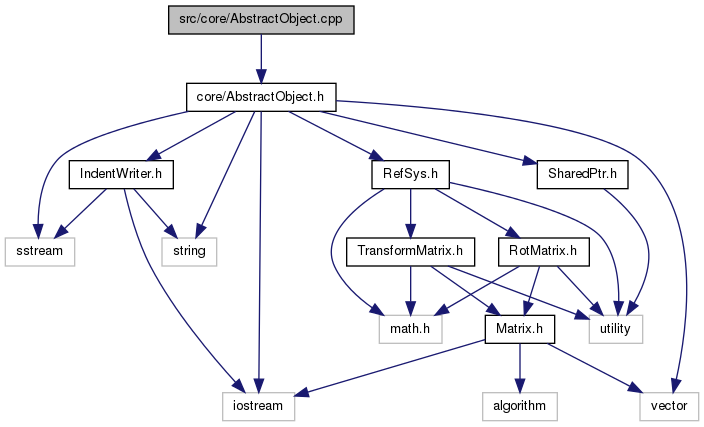 src/core/AbstractObject.cpp
core/AbstractObject.h
IndentWriter.h
RefSys.h
SharedPtr.h
sstream
string
TransformMatrix.h
RotMatrix.h
math.h
Matrix.h
utility
iostream
algorithm
vector